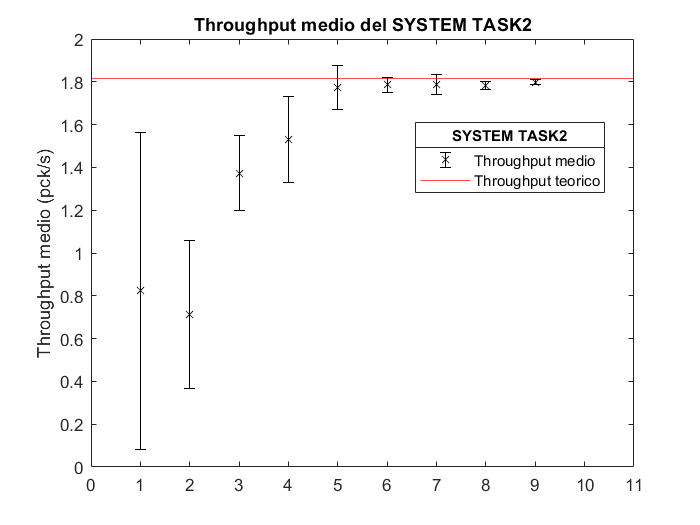 Throughput medio del SYSTEM TASK2
Throughput medio (pck/s)
2
1.8
1.6
1.4
1.2
1
0.8
0.6
0.4
0.2
0
SYSTEM TASK2
Throughput medio
Throughput teorico
0 1 2 3 4 5 6 7 8 9 10 11